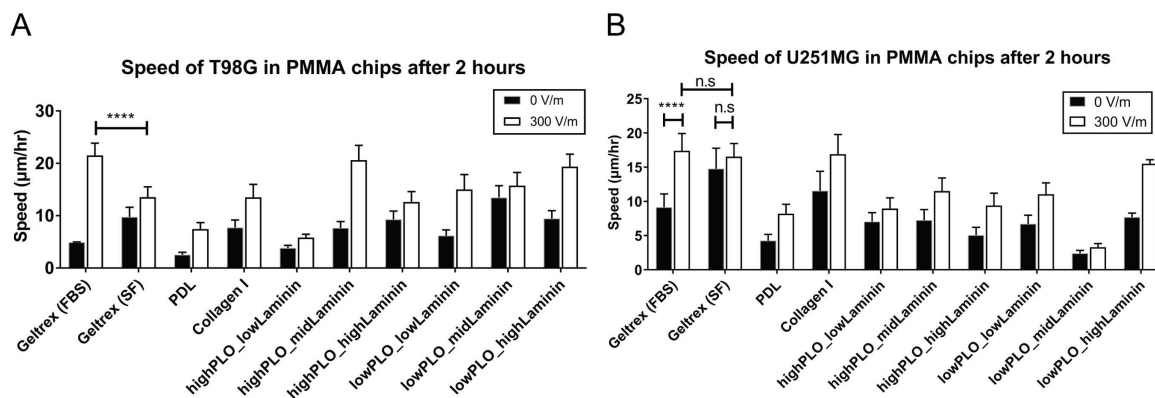 A
Speed of T98G in PMMA chips after 2 hours
0 V/m
300 V/m
****
Speed (μm/hr)
30
20
10
0
Geltrex (FBS)
Geltrex (SF)
PDL
Collagen I
highPLO_lowLaminin
highPLO_midLaminin
highPLO_highLaminin
lowPLO_lowLaminin
lowPLO_midLaminin
lowPLO_highLaminin
B
Speed of U251MG in PMMA chips after 2 hours
n.s
0 V/m
300 V/m
****
n.s
Speed (μm/hr)
25
20
15
10
5
0
Geltrex (FBS)
Geltrex (SF)
PDL
Collagen I
highPLO_lowLaminin
highPLO_midLaminin
highPLO_highLaminin
lowPLO_lowLaminin
lowPLO_midLaminin
lowPLO_highLaminin